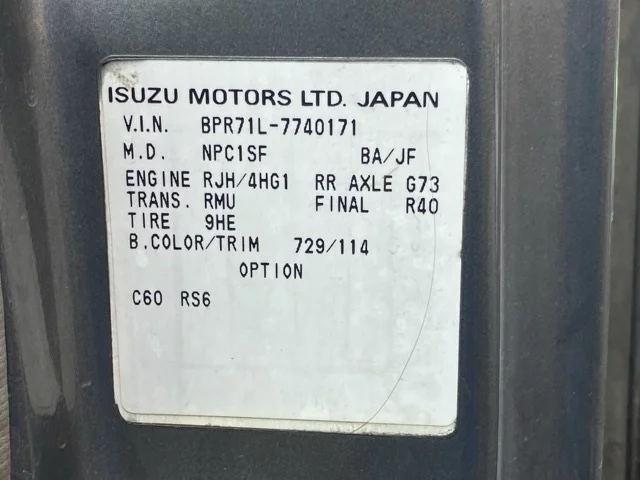 ISUZU MOTORS LTD. JAPAN
V.I.N. BPR71L-7740171
M.D. NPC1SF BA/JF
ENGINE RJH/4HG1 RR AXLE G73
TRANS. RMU FINAL R40
TIRE 9HE
B.COLOR/TRIM 729/114
OPTION
C60 RS6